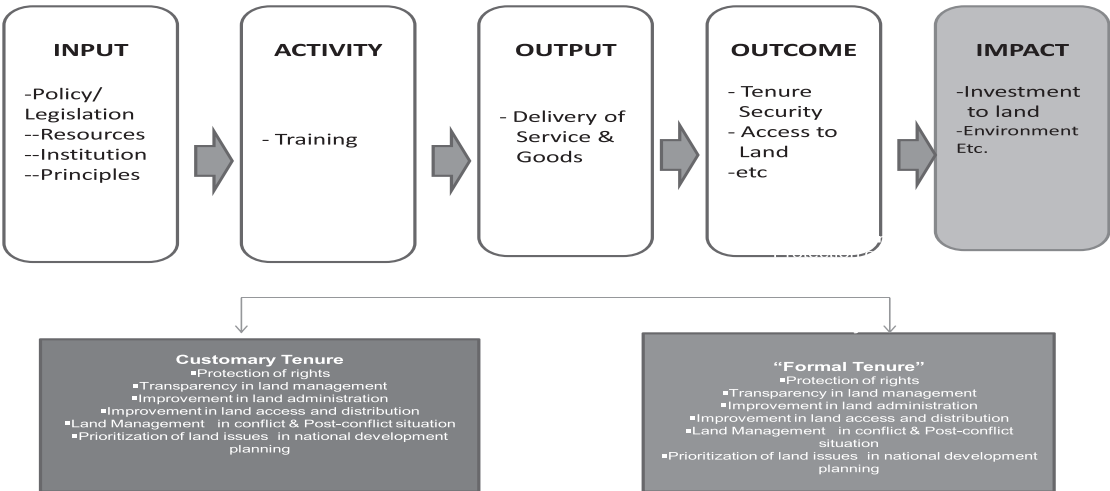 INPUT
-Policy/
Legislation
--Resources
--Institution
--Principles
ACTIVITY
- Training
OUTPUT
- Delivery of
Service &
Goods
OUTCOME
- Tenure
Security
- Access to
Land
-etc
IMPACT
-Investment
to land
-Environment
Etc.
Customary Tenure
▪Protection of rights
▪Transparency in land management
▪Improvement in land administration
▪Improvement in land access and distribution
▪Land Management in conflict & Post-conflict situation
▪Prioritization of land issues in national development
planning
“Formal Tenure”
▪Protection of rights
▪Transparency in land management
▪Improvement in land administration
▪Improvement in land access and distribution
▪Land Management in conflict & Post-conflict
situation
▪Prioritization of land issues in national development
planning